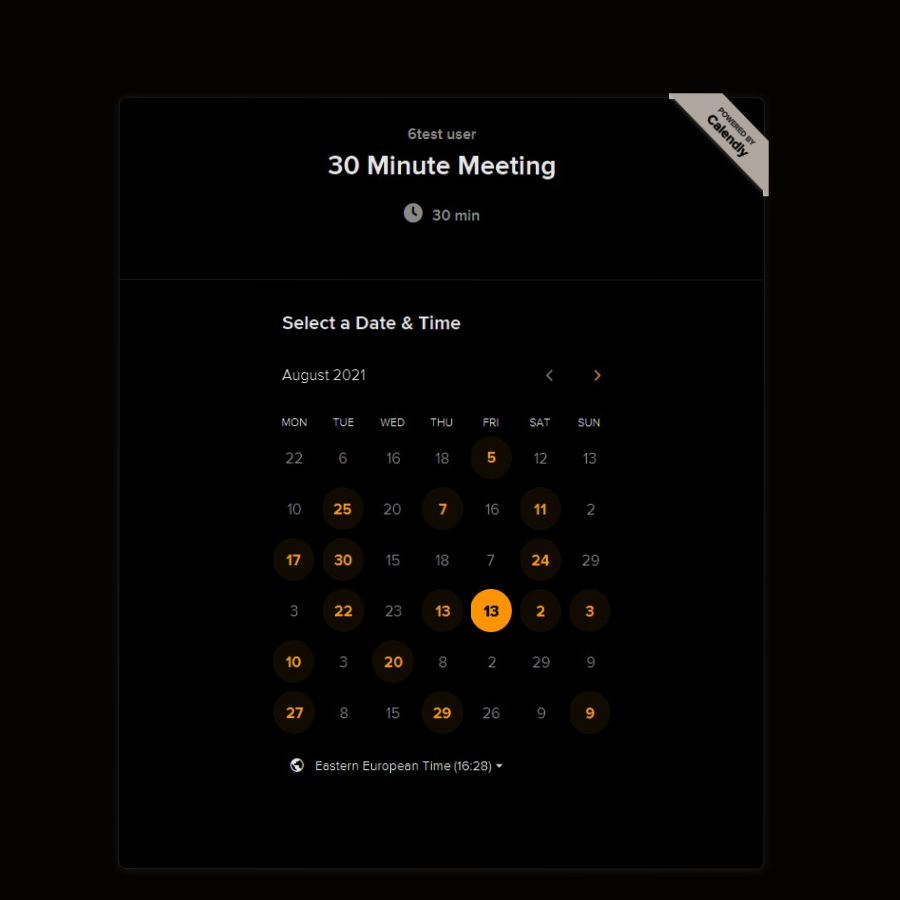 POWERED BY
Calendly
6test user
30 Minute Meeting
30 min
Select a Date & Time
August 2021
MON TUE WED THU FRI SAT SUN
22 6 16 18 5 12 13
10 25 20 7 16 11 2
17 30 15 18 7 24 29
3 22 23 13 13 2 3
10 3 20 8 2 29 9
27 8 15 29 26 9 9
Eastern European Time (16:28)